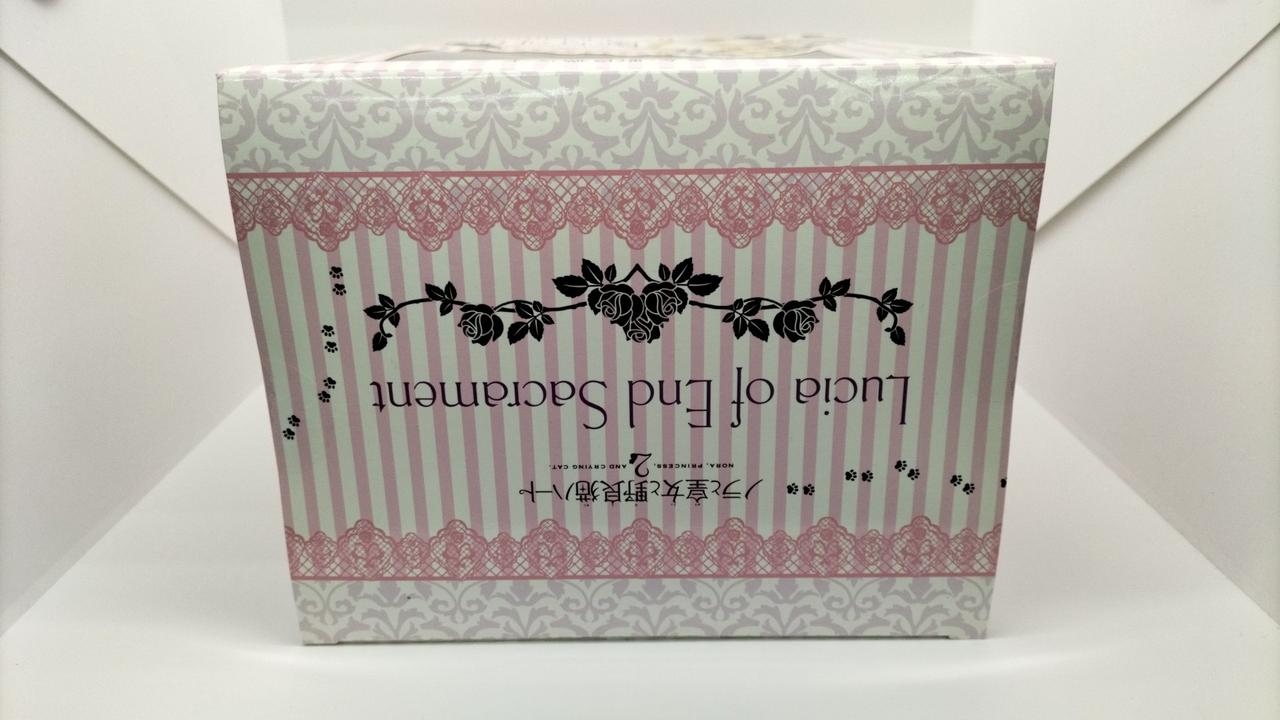 ノラと皇女と野良猫ハート
NORA, PRINCESS, 2 AND CRYING CAT.
Lucia of End Sacrament